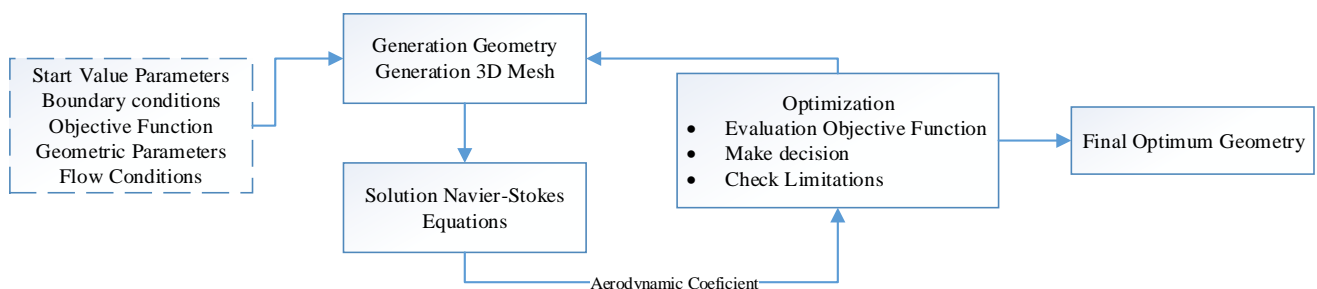 Start Value Parameters
Boundary conditions
Objective Function
Geometric Parameters
Flow Conditions
Generation Geometry
Generation 3D Mesh
Solution Navier-Stokes
Equations
Aerodynamic Coeficient
Optimization
• Evaluation Objective Function
• Make decision
• Check Limitations
Final Optimum Geometry